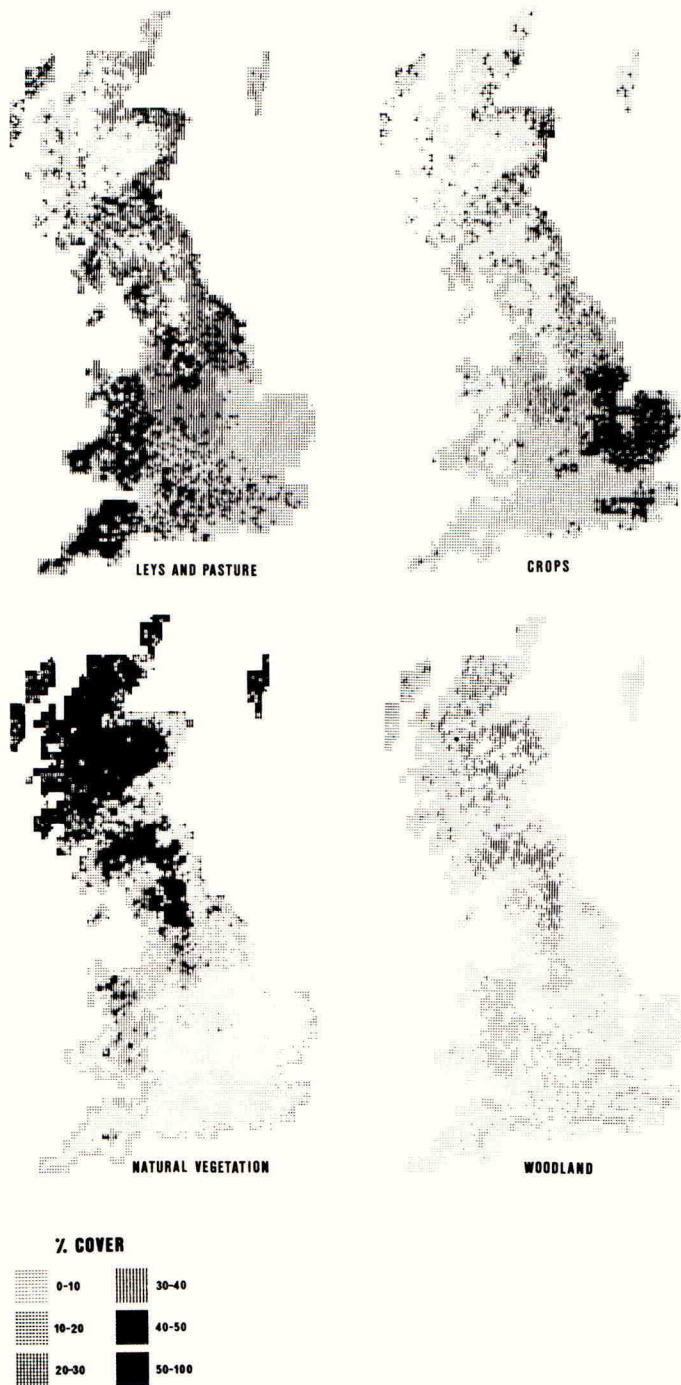 LEYS AND PASTURE
CROPS
NATURAL VEGETATION
WOODLAND
% COVER
0-10
30-40
10-20
40-50
20-30
50-100